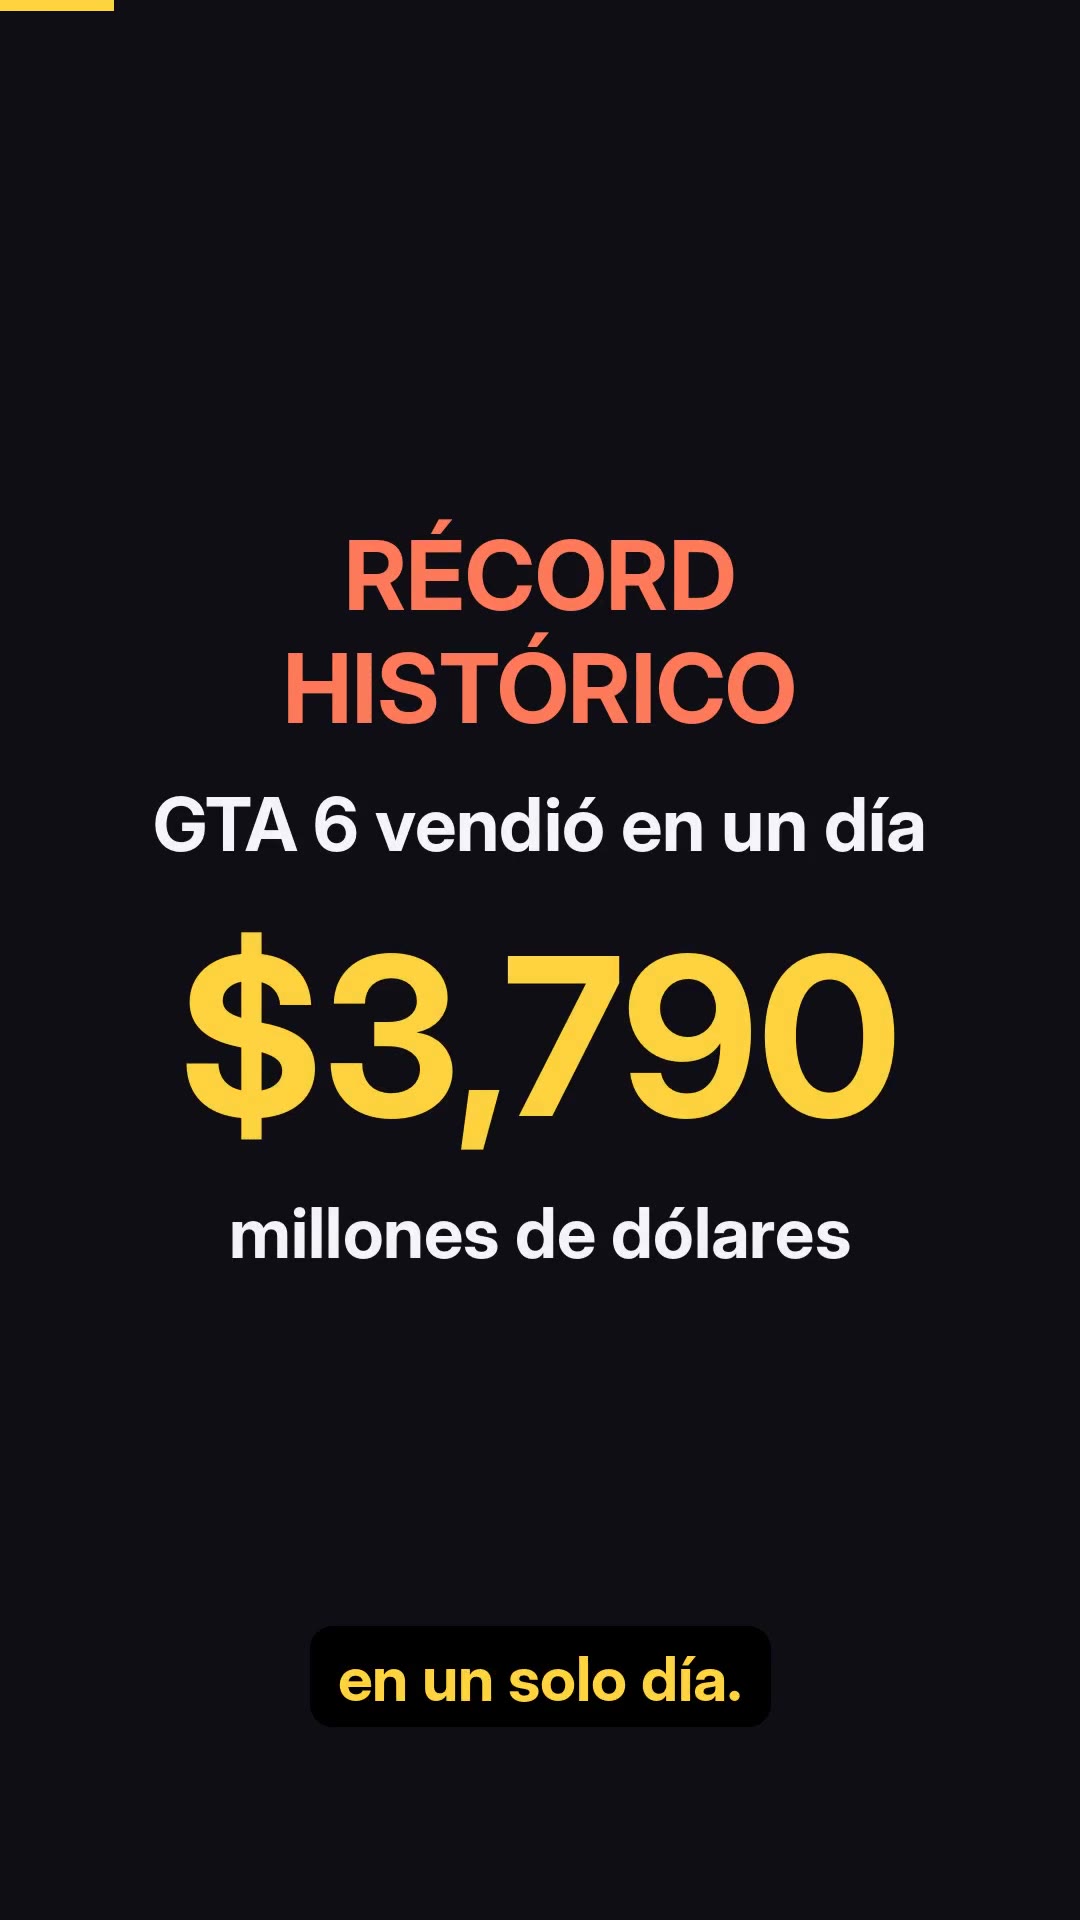 RÉCORD
HISTÓRICO
GTA 6 vendió en un día
$3,790
millones de dólares
en un solo día.